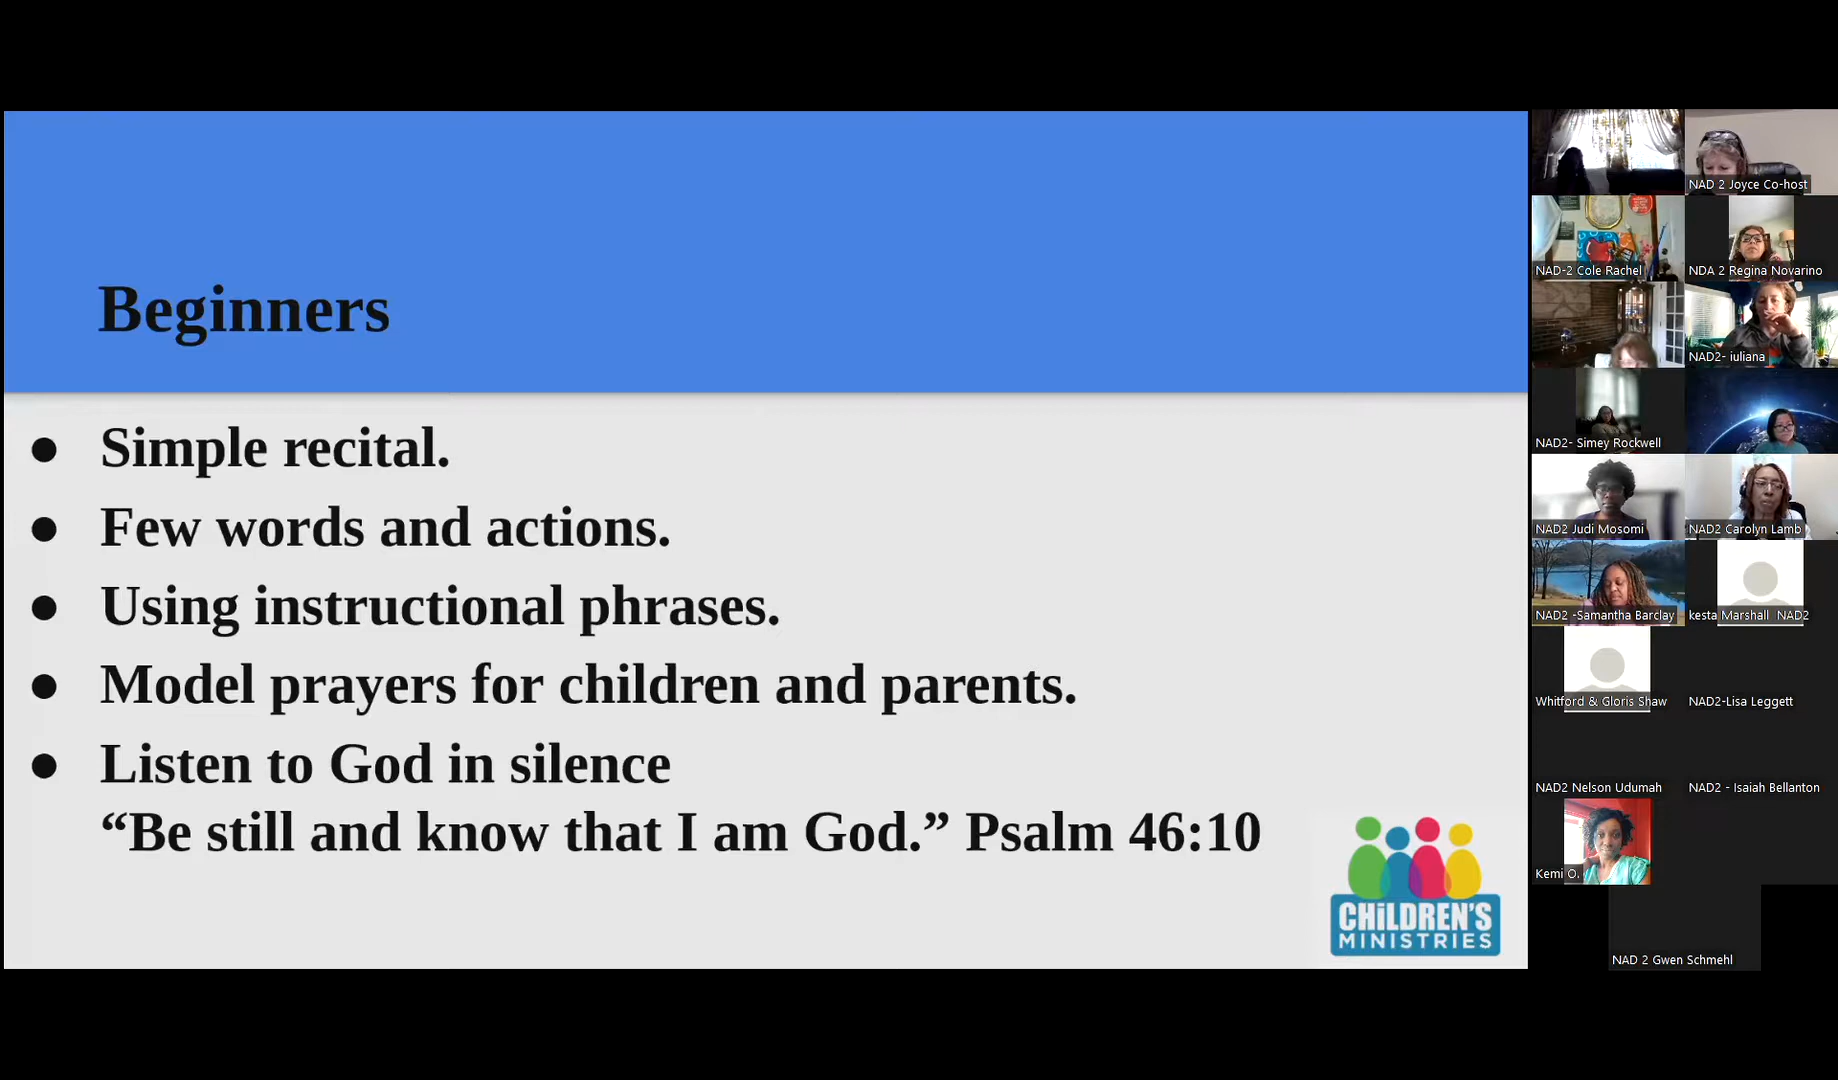 Beginners
● Simple recital.
● Few words and actions.
● Using instructional phrases.
● Model prayers for children and parents.
● Listen to God in silence
“Be still and know that I am God.” Psalm 46:10
CHiLDREN'S
MINISTRIES
NAD 2 Joyce Co-host
NAD-2 Cole Rachel
NDA 2 Regina Novarino
NAD2- iuliana
NAD2- Simey Rockwell
NAD2 Judi Mosomi
NAD2 Carolyn Lamb
NAD2 -Samantha Barclay
kesta Marshall NAD2
Whitford & Gloris Shaw
NAD2-Lisa Leggett
NAD2 Nelson Udumah
NAD2 - Isaiah Bellanton
Kemi O.
NAD 2 Gwen Schmehl